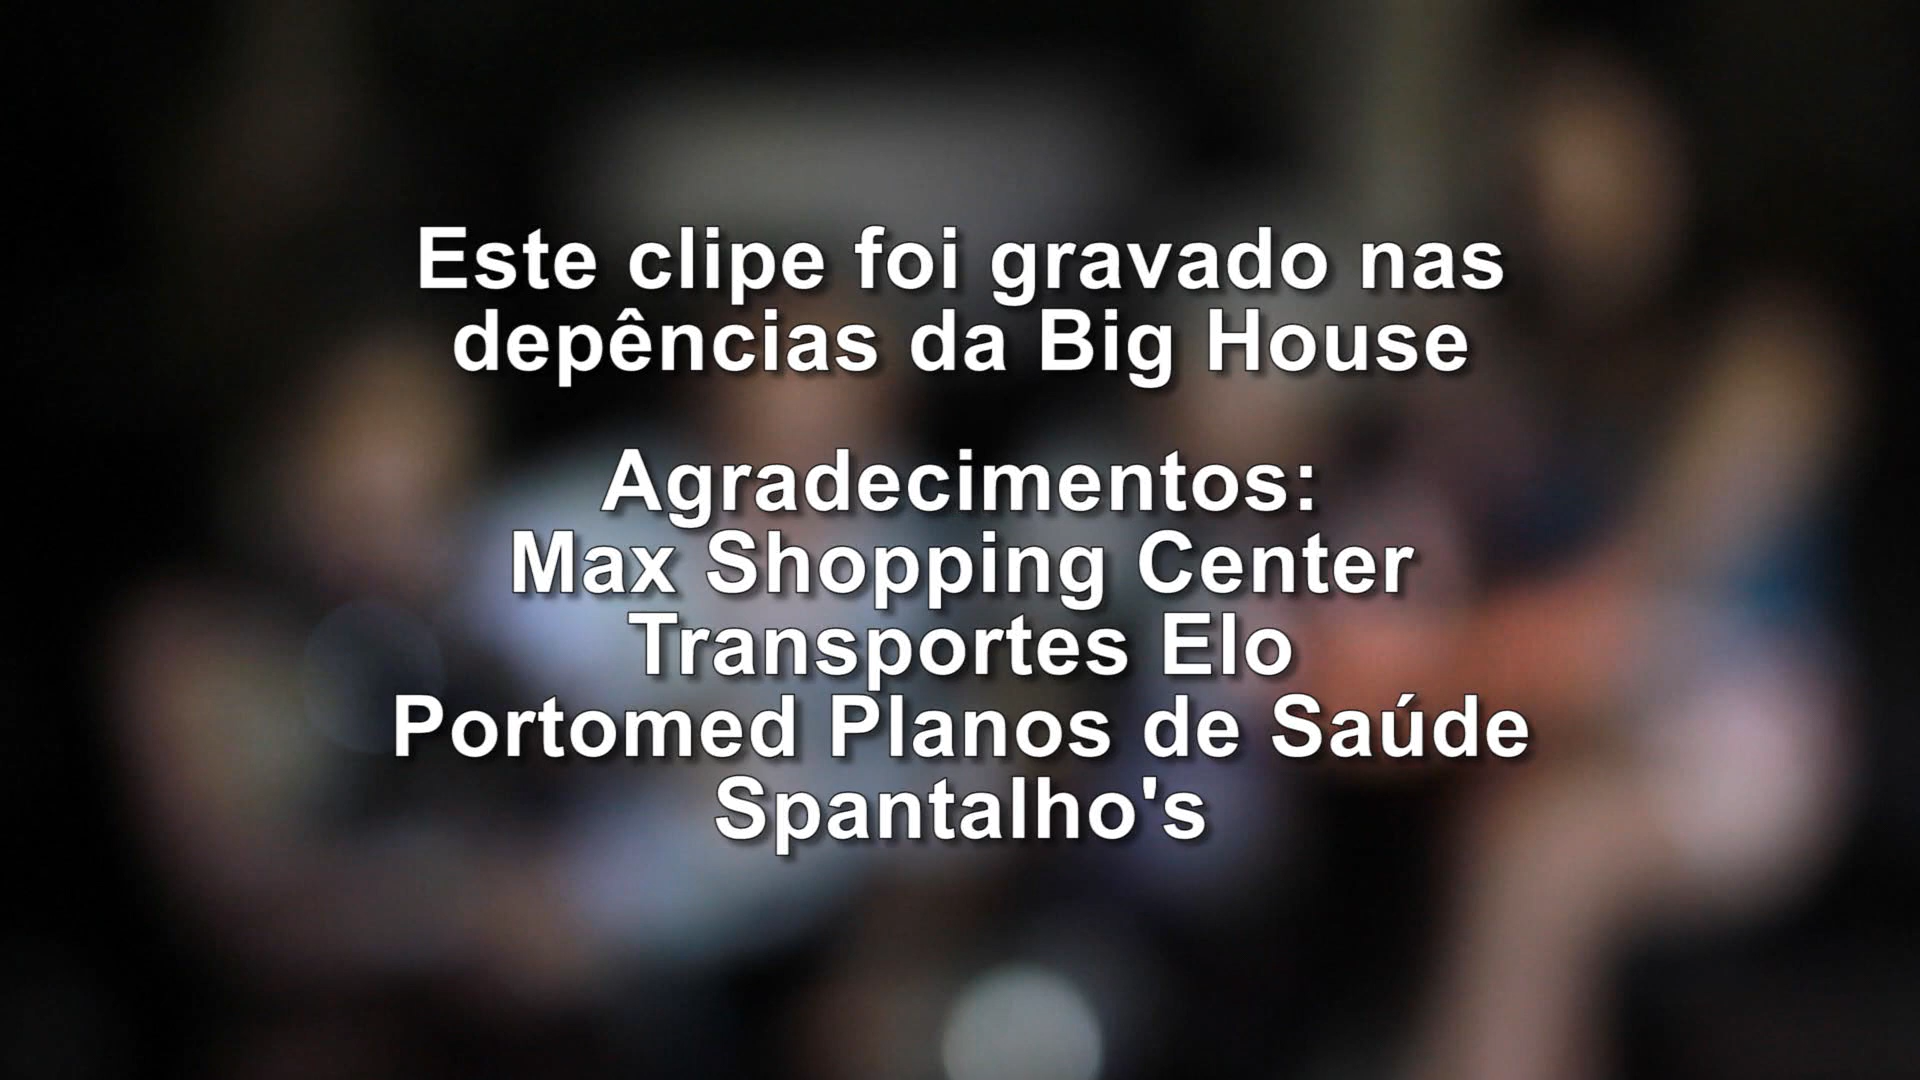 Este clipe foi gravado nas
depências da Big House
Agradecimentos:
Max Shopping Center
Transportes Elo
Portomed Planos de Saúde
Spantalho's